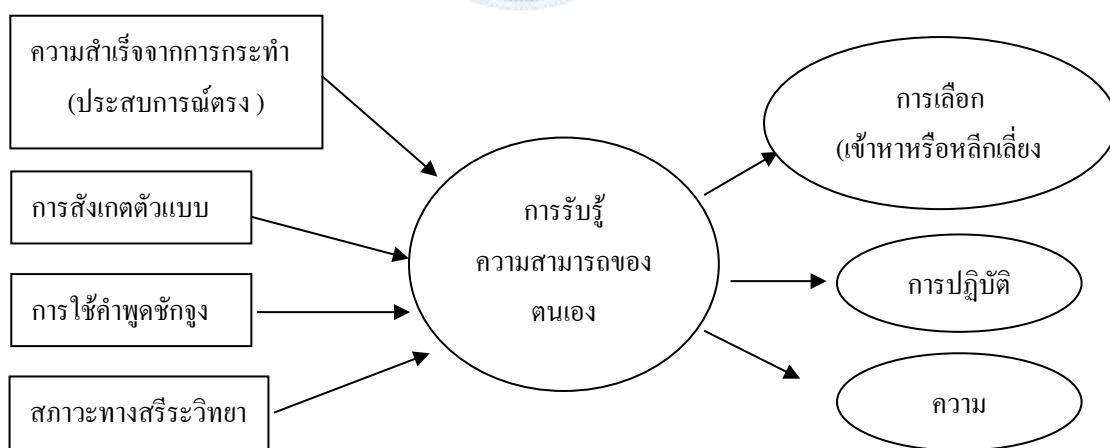 ความสำเร็จจากการกระทำ
(ประสบการณ์ตรง )
การสังเกตตัวแบบ
การใช้คำพูดชักจูง
สภาวะทางสรีระวิทยา
การรับรู้
ความสามารถของ
ตนเอง
การเลือก
(เข้าหาหรือหลีกเลี่ยง
การปฏิบัติ
ความ